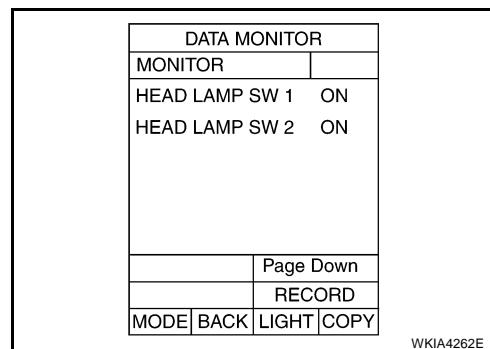 DATA MONITOR
MONITOR
HEAD LAMP SW 1 ON
HEAD LAMP SW 2 ON
Page Down
RECORD
MODE BACK LIGHT COPY
WKIA4262E